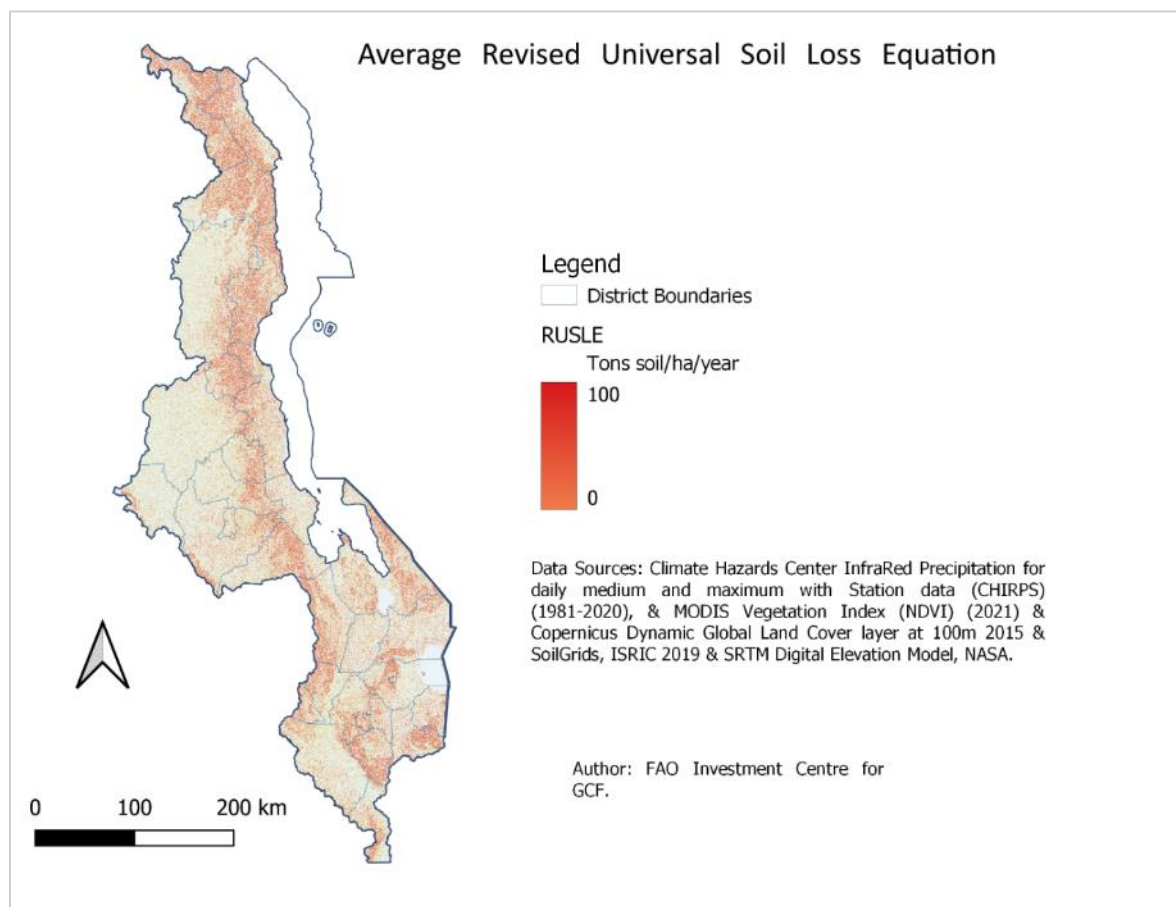 Average Revised Universal Soil Loss Equation
Legend
District Boundaries
RUSLE
Tons soil/ha/year
100
0
Data Sources: Climate Hazards Center InfraRed Precipitation for
daily medium and maximum with Station data (CHIRPS)
(1981-2020), & MODIS Vegetation Index (NDVI) (2021) &
Copernicus Dynamic Global Land Cover layer at 100m 2015 &
SoilGrids, ISRIC 2019 & SRTM Digital Elevation Model, NASA.
Author: FAO Investment Centre for
GCF.
0 100 200 km